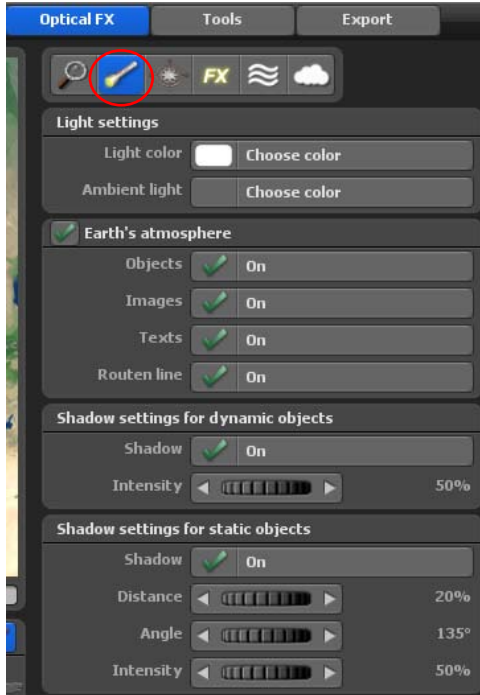 Optical FX Tools Export
FX
Light settings
Light color Choose color
Ambient light Choose color
Earth's atmosphere
Objects On
Images On
Texts On
Routen line On
Shadow settings for dynamic objects
Shadow On
Intensity 50%
Shadow settings for static objects
Shadow On
Distance 20%
Angle 135°
Intensity 50%